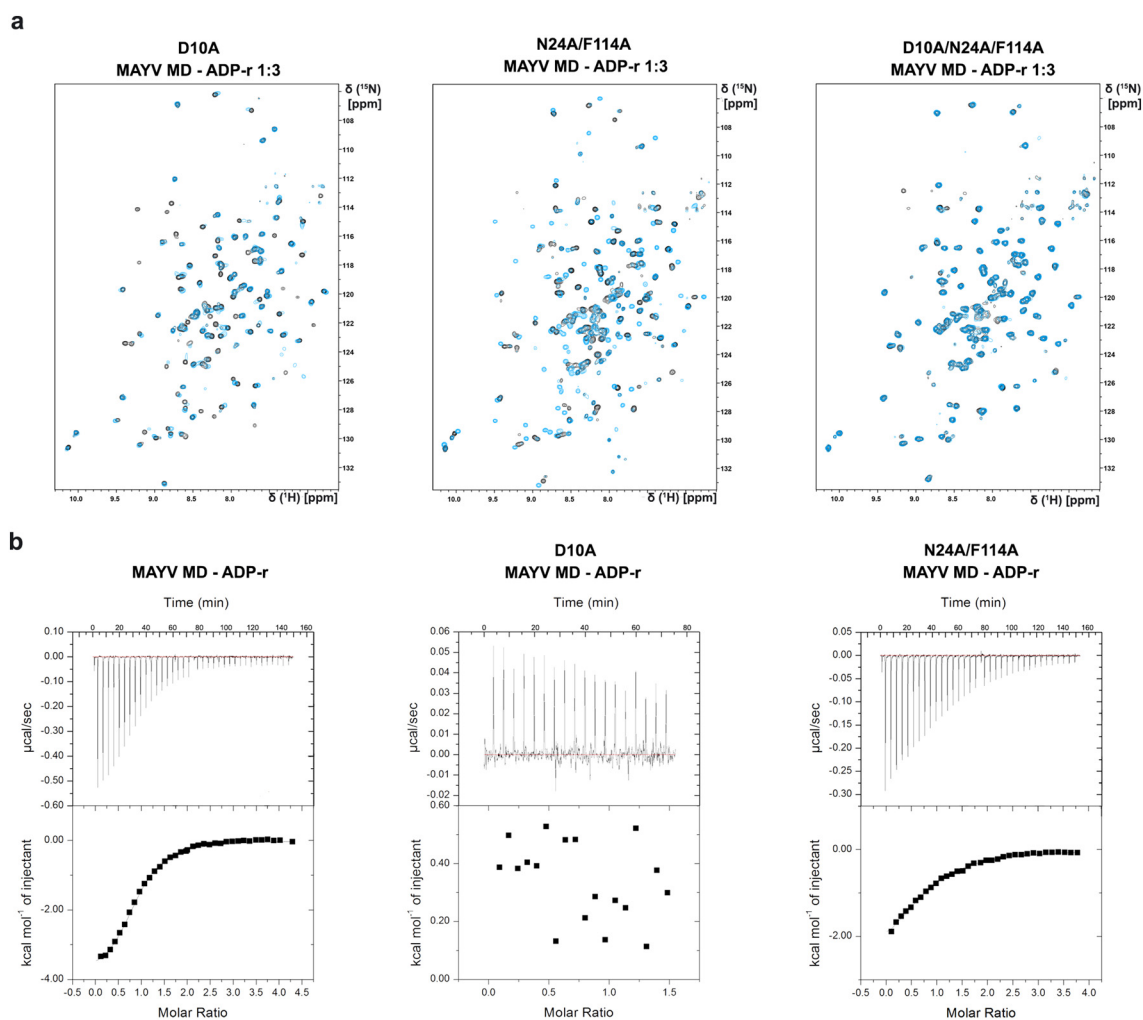 a
D10A
MAYV MD - ADP-r 1:3
N24A/F114A
MAYV MD - ADP-r 1:3
D10A/N24A/F114A
MAYV MD - ADP-r 1:3
δ (¹⁵N)
[ppm]
108
110
112
114
116
118
120
122
124
126
128
130
132
10.0 9.5 9.0 8.5 8.0
δ (¹H) [ppm]
δ (¹⁵N)
[ppm]
108
110
112
114
116
118
120
122
124
126
128
130
132
10.0 9.5 9.0 8.5 8.0
δ (¹H) [ppm]
δ (¹⁵N)
[ppm]
108
110
112
114
116
118
120
122
124
126
128
130
132
10.0 9.5 9.0 8.5 8.0
δ (¹H) [ppm]
b
MAYV MD - ADP-r
Time (min)
0 20 40 60 80 100 120 140 160
0.10
0.00
-0.10
-0.20
-0.30
-0.40
-0.50
-0.60
µcal/sec
0.00
-2.00
-4.00
kcal mol⁻¹ of injectant
-0.5 0.0 0.5 1.0 1.5 2.0 2.5 3.0 3.5 4.0 4.5
Molar Ratio
D10A
MAYV MD - ADP-r
Time (min)
0 20 40 60 80
0.06
0.05
0.04
0.03
0.02
0.01
0.00
-0.01
-0.02
µcal/sec
0.60
0.40
0.20
0.00
kcal mol⁻¹ of injectant
0.0 0.5 1.0 1.5
Molar Ratio
N24A/F114A
MAYV MD - ADP-r
Time (min)
0 10 20 30 40 50 60 70 80 90 100 110 120 130 140 150 160
0.05
0.00
-0.05
-0.10
-0.15
-0.20
-0.25
-0.30
µcal/sec
0.00
-2.00
kcal mol⁻¹ of injectant
-0.5 0.0 0.5 1.0 1.5 2.0 2.5 3.0 3.5 4.0
Molar Ratio